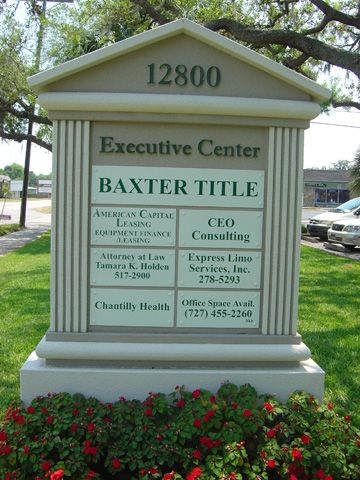 12800
Executive Center
BAXTER TITLE
AMERICAN CAPITAL
LEASING
EQUIPMENT FINANCE
/LEASING
CEO
Consulting
Attorney at Law
Tamara K. Holden
517-2900
Express Limo
Services, Inc.
278-5293
Chantilly Health
Office Space Avail.
(727) 455-2260